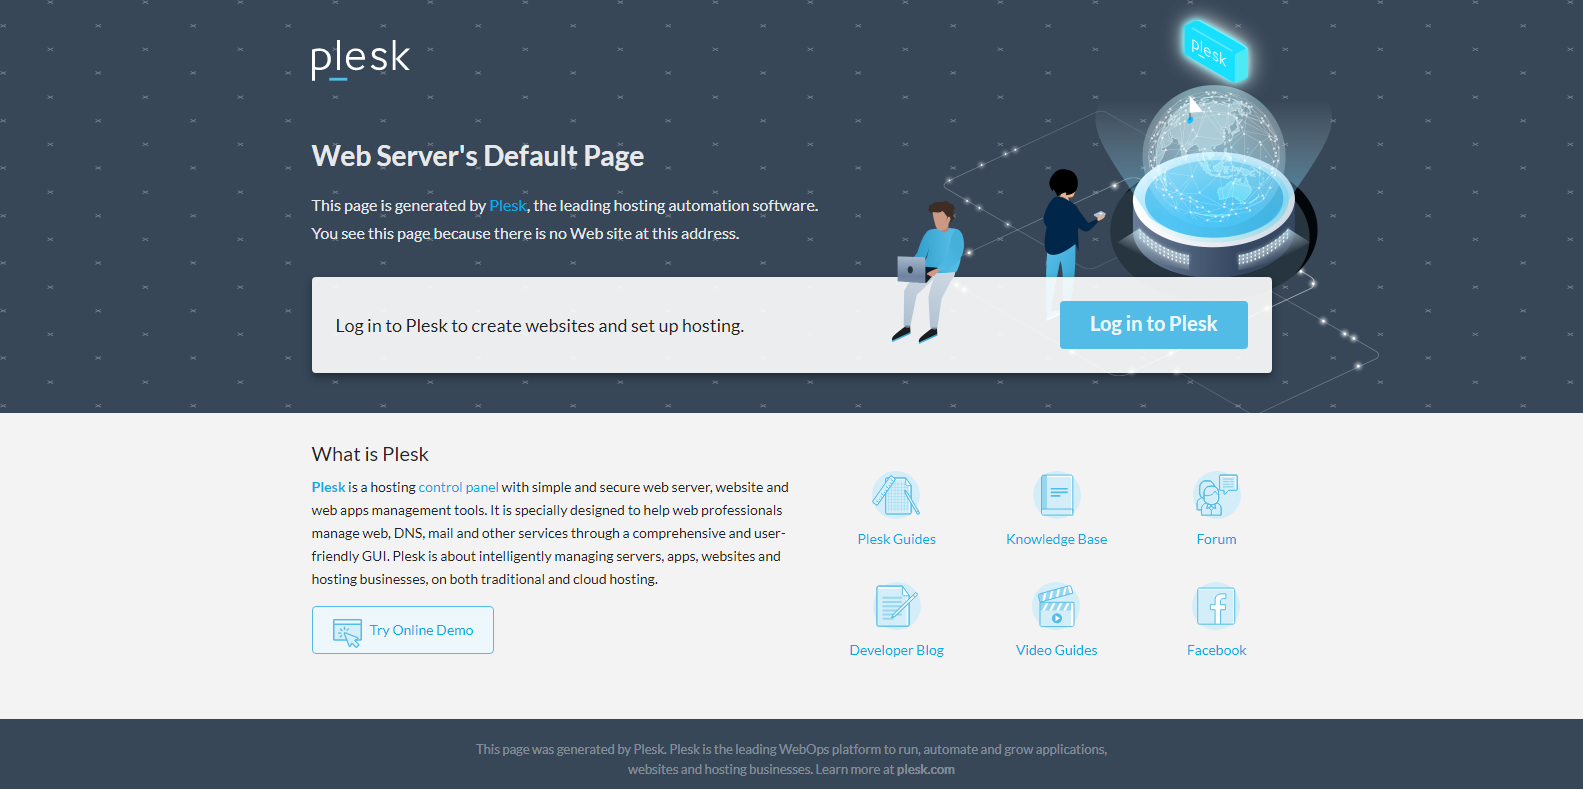 plesk
plesk
Web Server's Default Page
This page is generated by Plesk, the leading hosting automation software.
You see this page because there is no Web site at this address.
Log in to Plesk to create websites and set up hosting.
Log in to Plesk
What is Plesk
Plesk is a hosting control panel with simple and secure web server, website and
web apps management tools. It is specially designed to help web professionals
manage web, DNS, mail and other services through a comprehensive and user-
friendly GUI. Plesk is about intelligently managing servers, apps, websites and
hosting businesses, on both traditional and cloud hosting.
Try Online Demo
Plesk Guides
Knowledge Base
Forum
Developer Blog
Video Guides
Facebook
This page was generated by Plesk. Plesk is the leading WebOps platform to run, automate and grow applications,
websites and hosting businesses. Learn more at plesk.com